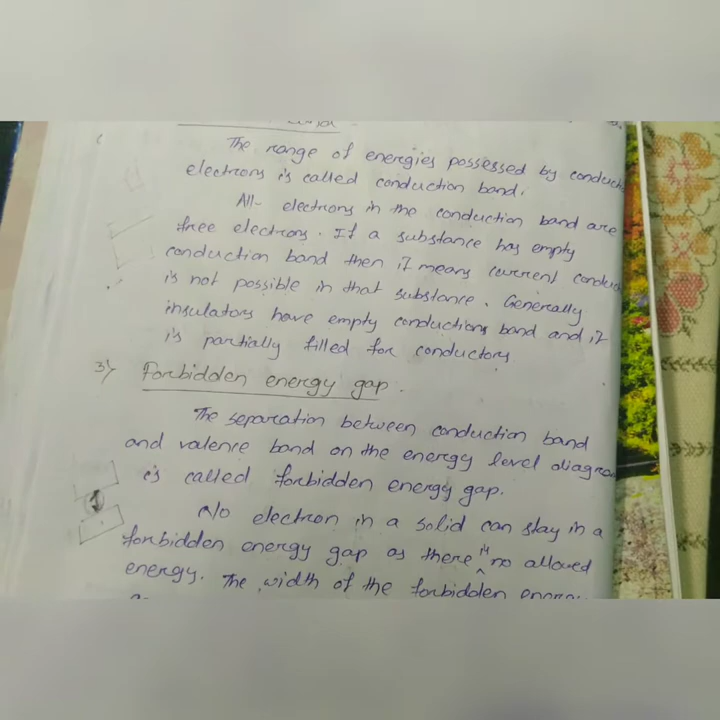 The range of energies possessed by conduct
electrons is called conduction band.
All- electrons in the conduction band are
free electrons. If a substance has empty
conduction band then it means current conduc
is not possible in that substance. Generally
insulators have empty conductions band and it
is partially filled for conductors
3) Forbidden energy gap.
The separation between conduction band
and valence band on the energy level diagram
is called forbidden energy gap.
No electron in a solid can stay in a
forbidden energy gap as there is no allowed
energy. The width of the forbidden energy